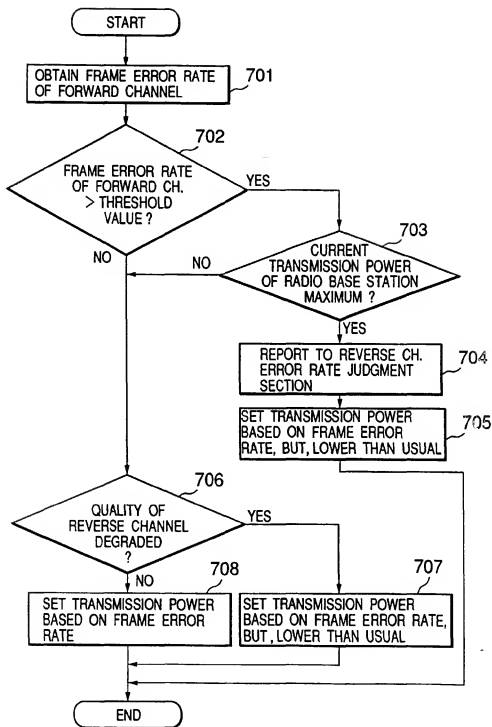 START
OBTAIN FRAME ERROR RATE
OF FORWARD CHANNEL
701
702
FRAME ERROR RATE
OF FORWARD CH.
> THRESHOLD
VALUE ?
YES
NO
703
CURRENT
TRANSMISSION POWER
OF RADIO BASE STATION
MAXIMUM ?
NO
YES
REPORT TO REVERSE CH.
ERROR RATE JUDGMENT
SECTION
704
SET TRANSMISSION POWER
BASED ON FRAME ERROR
RATE, BUT, LOWER THAN USUAL
705
706
QUALITY OF
REVERSE CHANNEL
DEGRADED
?
YES
NO
708
SET TRANSMISSION POWER
BASED ON FRAME ERROR
RATE
707
SET TRANSMISSION POWER
BASED ON FRAME ERROR RATE,
BUT, LOWER THAN USUAL
END